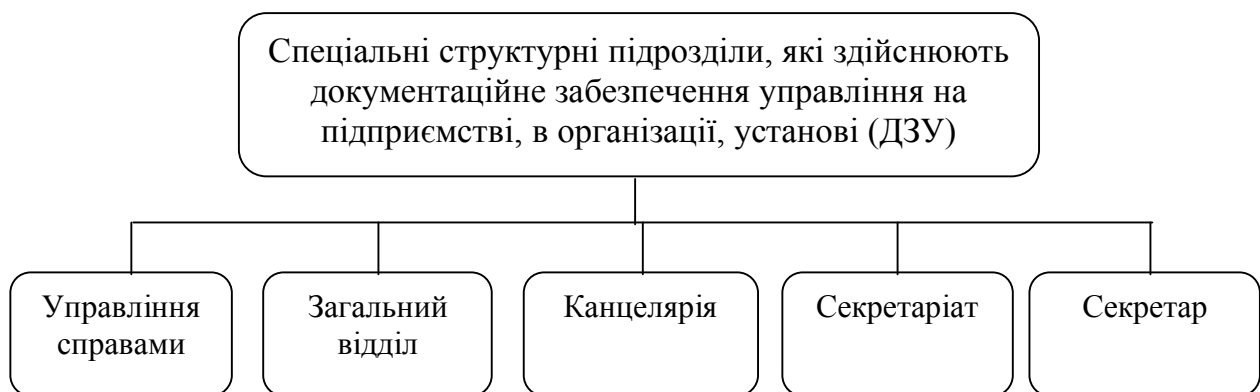 Спеціальні структурні підрозділи, які здійснюють
документаційне забезпечення управління на
підприємстві, в організації, установі (ДЗУ)
Управління
справами
Загальний
відділ
Канцелярія
Секретаріат
Секретар